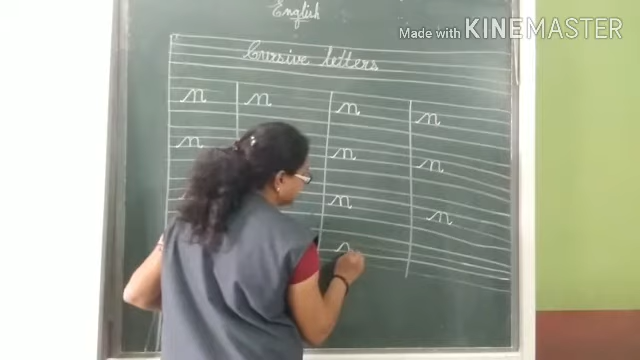 English
Made with KINEMASTER
Cursive letters
n n n n
n n n
n n
n